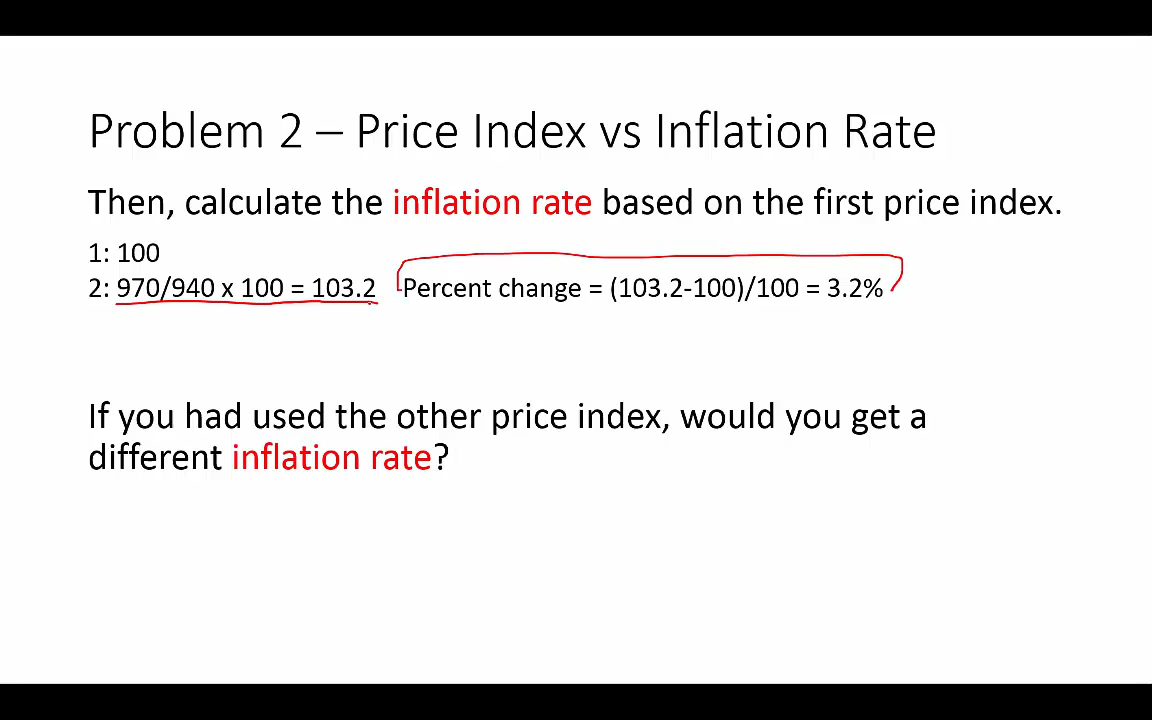 Problem 2 – Price Index vs Inflation Rate
Then, calculate the inflation rate based on the first price index.
1: 100
2: 970/940 x 100 = 103.2 Percent change = (103.2-100)/100 = 3.2%
If you had used the other price index, would you get a
different inflation rate?